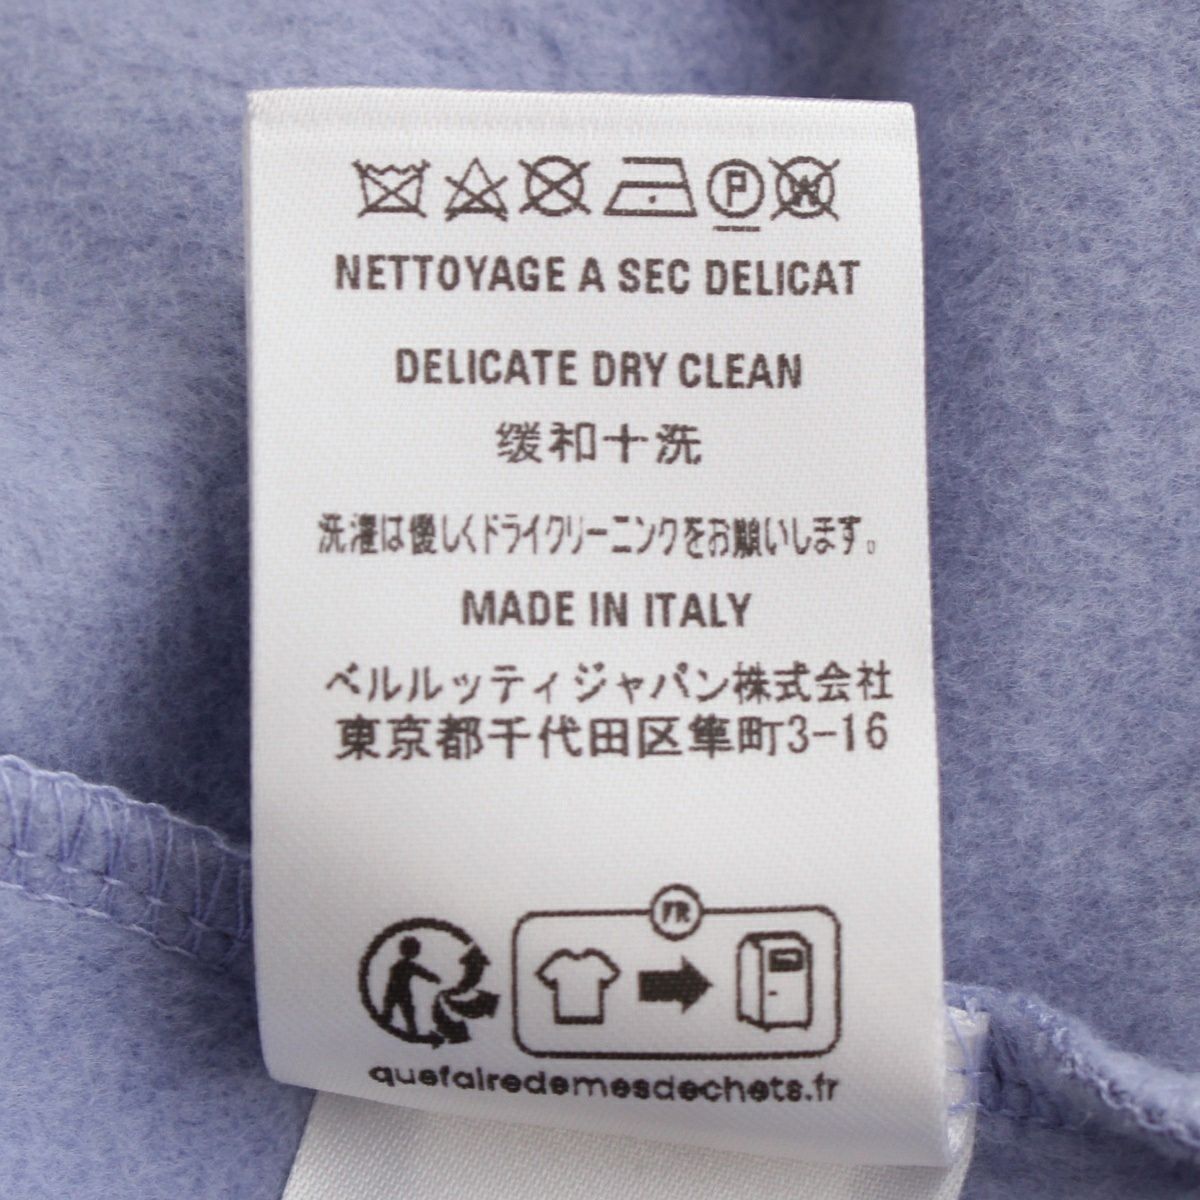 P W
NETTOYAGE A SEC DELICAT
DELICATE DRY CLEAN
缓和十洗
洗濯は優しくドライクリーニングをお願いします。
MADE IN ITALY
ベルルッティジャパン株式会社
東京都千代田区隼町3-16
FR
quefairedemesdechets.fr